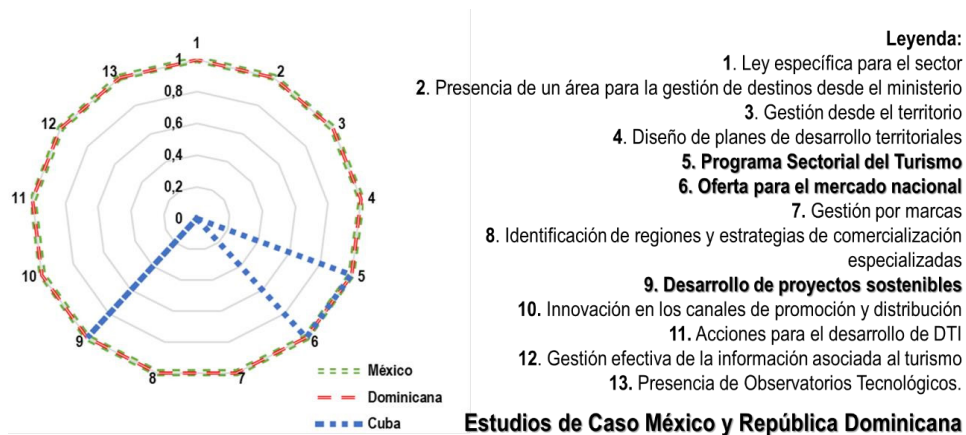 1
2
3
4
5
6
7
8
9
10
11
12
13
1
0,8
0,6
0,4
0,2
0
México
Dominicana
Cuba
Leyenda:
1. Ley específica para el sector
2. Presencia de un área para la gestión de destinos desde el ministerio
3. Gestión desde el territorio
4. Diseño de planes de desarrollo territoriales
5. Programa Sectorial del Turismo
6. Oferta para el mercado nacional
7. Gestión por marcas
8. Identificación de regiones y estrategias de comercialización
especializadas
9. Desarrollo de proyectos sostenibles
10. Innovación en los canales de promoción y distribución
11. Acciones para el desarrollo de DTI
12. Gestión efectiva de la información asociada al turismo
13. Presencia de Observatorios Tecnológicos.
Estudios de Caso México y República Dominicana